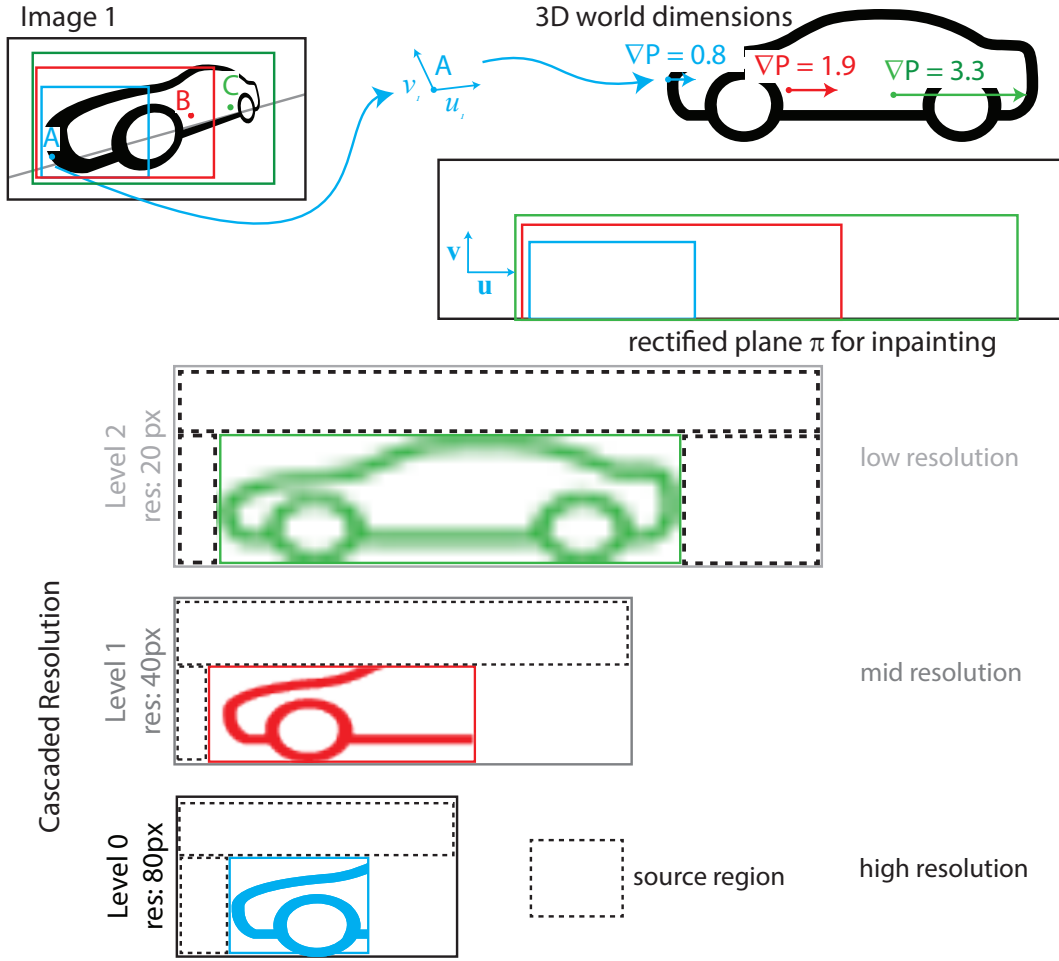 Image 1
3D world dimensions
A
B
C
A
v_i
u_i
∇P = 0.8
∇P = 1.9
∇P = 3.3
v
u
rectified plane π for inpainting
Cascaded Resolution
Level 2
res: 20 px
low resolution
Level 1
res: 40px
mid resolution
Level 0
res: 80px
source region
high resolution